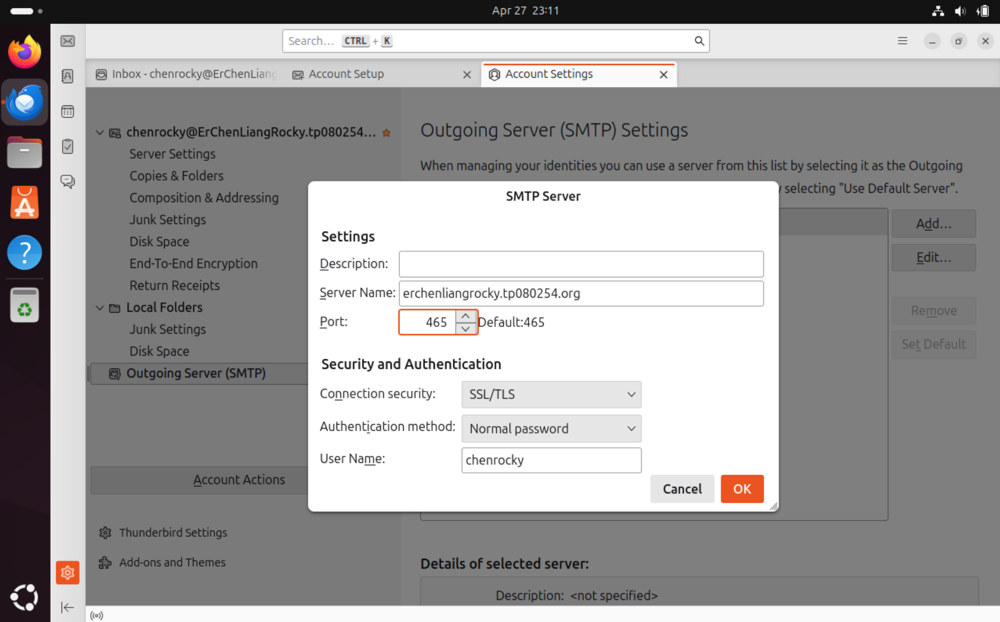 Apr 27 23:11
Search... CTRL + K
Inbox - chenrocky@ErChenLiang
Account Setup
Account Settings
chenrocky@ErChenLiangRocky.tp080254...
Server Settings
Copies & Folders
Composition & Addressing
Junk Settings
Disk Space
End-To-End Encryption
Return Receipts
Local Folders
Junk Settings
Disk Space
Outgoing Server (SMTP)
Account Actions
Thunderbird Settings
Add-ons and Themes
Outgoing Server (SMTP) Settings
When managing your identities you can use a server from this list by selecting it as the Outgoing
selecting "Use Default Server".
Add...
Edit...
Remove
Set Default
SMTP Server
Settings
Description:
Server Name: erchenliangrocky.tp080254.org
Port: 465 Default:465
Security and Authentication
Connection security: SSL/TLS
Authentication method: Normal password
User Name: chenrocky
Cancel OK
Details of selected server:
Description: <not specified>